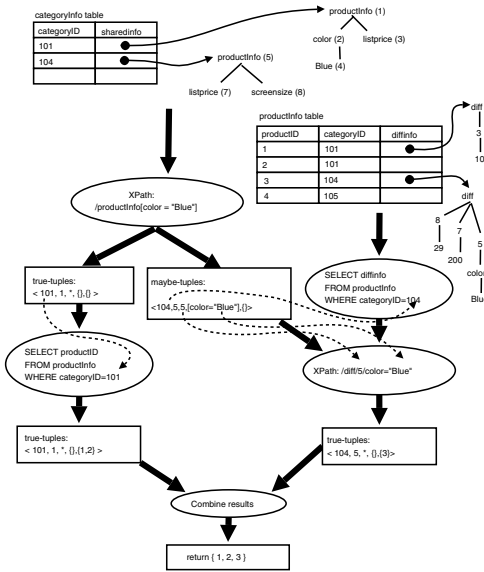 categoryInfo table
categoryID sharedinfo
101
104
productInfo (1)
color (2) listprice (3)
Blue (4)
productInfo (5)
listprice (7) screensize (8)
productInfo table
productID categoryID diffinfo
1 101
2 101
3 104
4 105
diff
3
10
diff
8 7 5
29 200 color
Blu
XPath:
/productInfo[color = "Blue"]
true-tuples:
< 101, 1, *, {},{} >
maybe-tuples:
<104,5,5,[color="Blue"],{}>
SELECT diffinfo
FROM productInfo
WHERE categoryID=104
SELECT productID
FROM productInfo
WHERE categoryID=101
XPath: /diff/5/color="Blue"
true-tuples:
< 101, 1, *, {},{1,2} >
true-tuples:
< 104, 5, *, {},{3}>
Combine results
return { 1, 2, 3 }